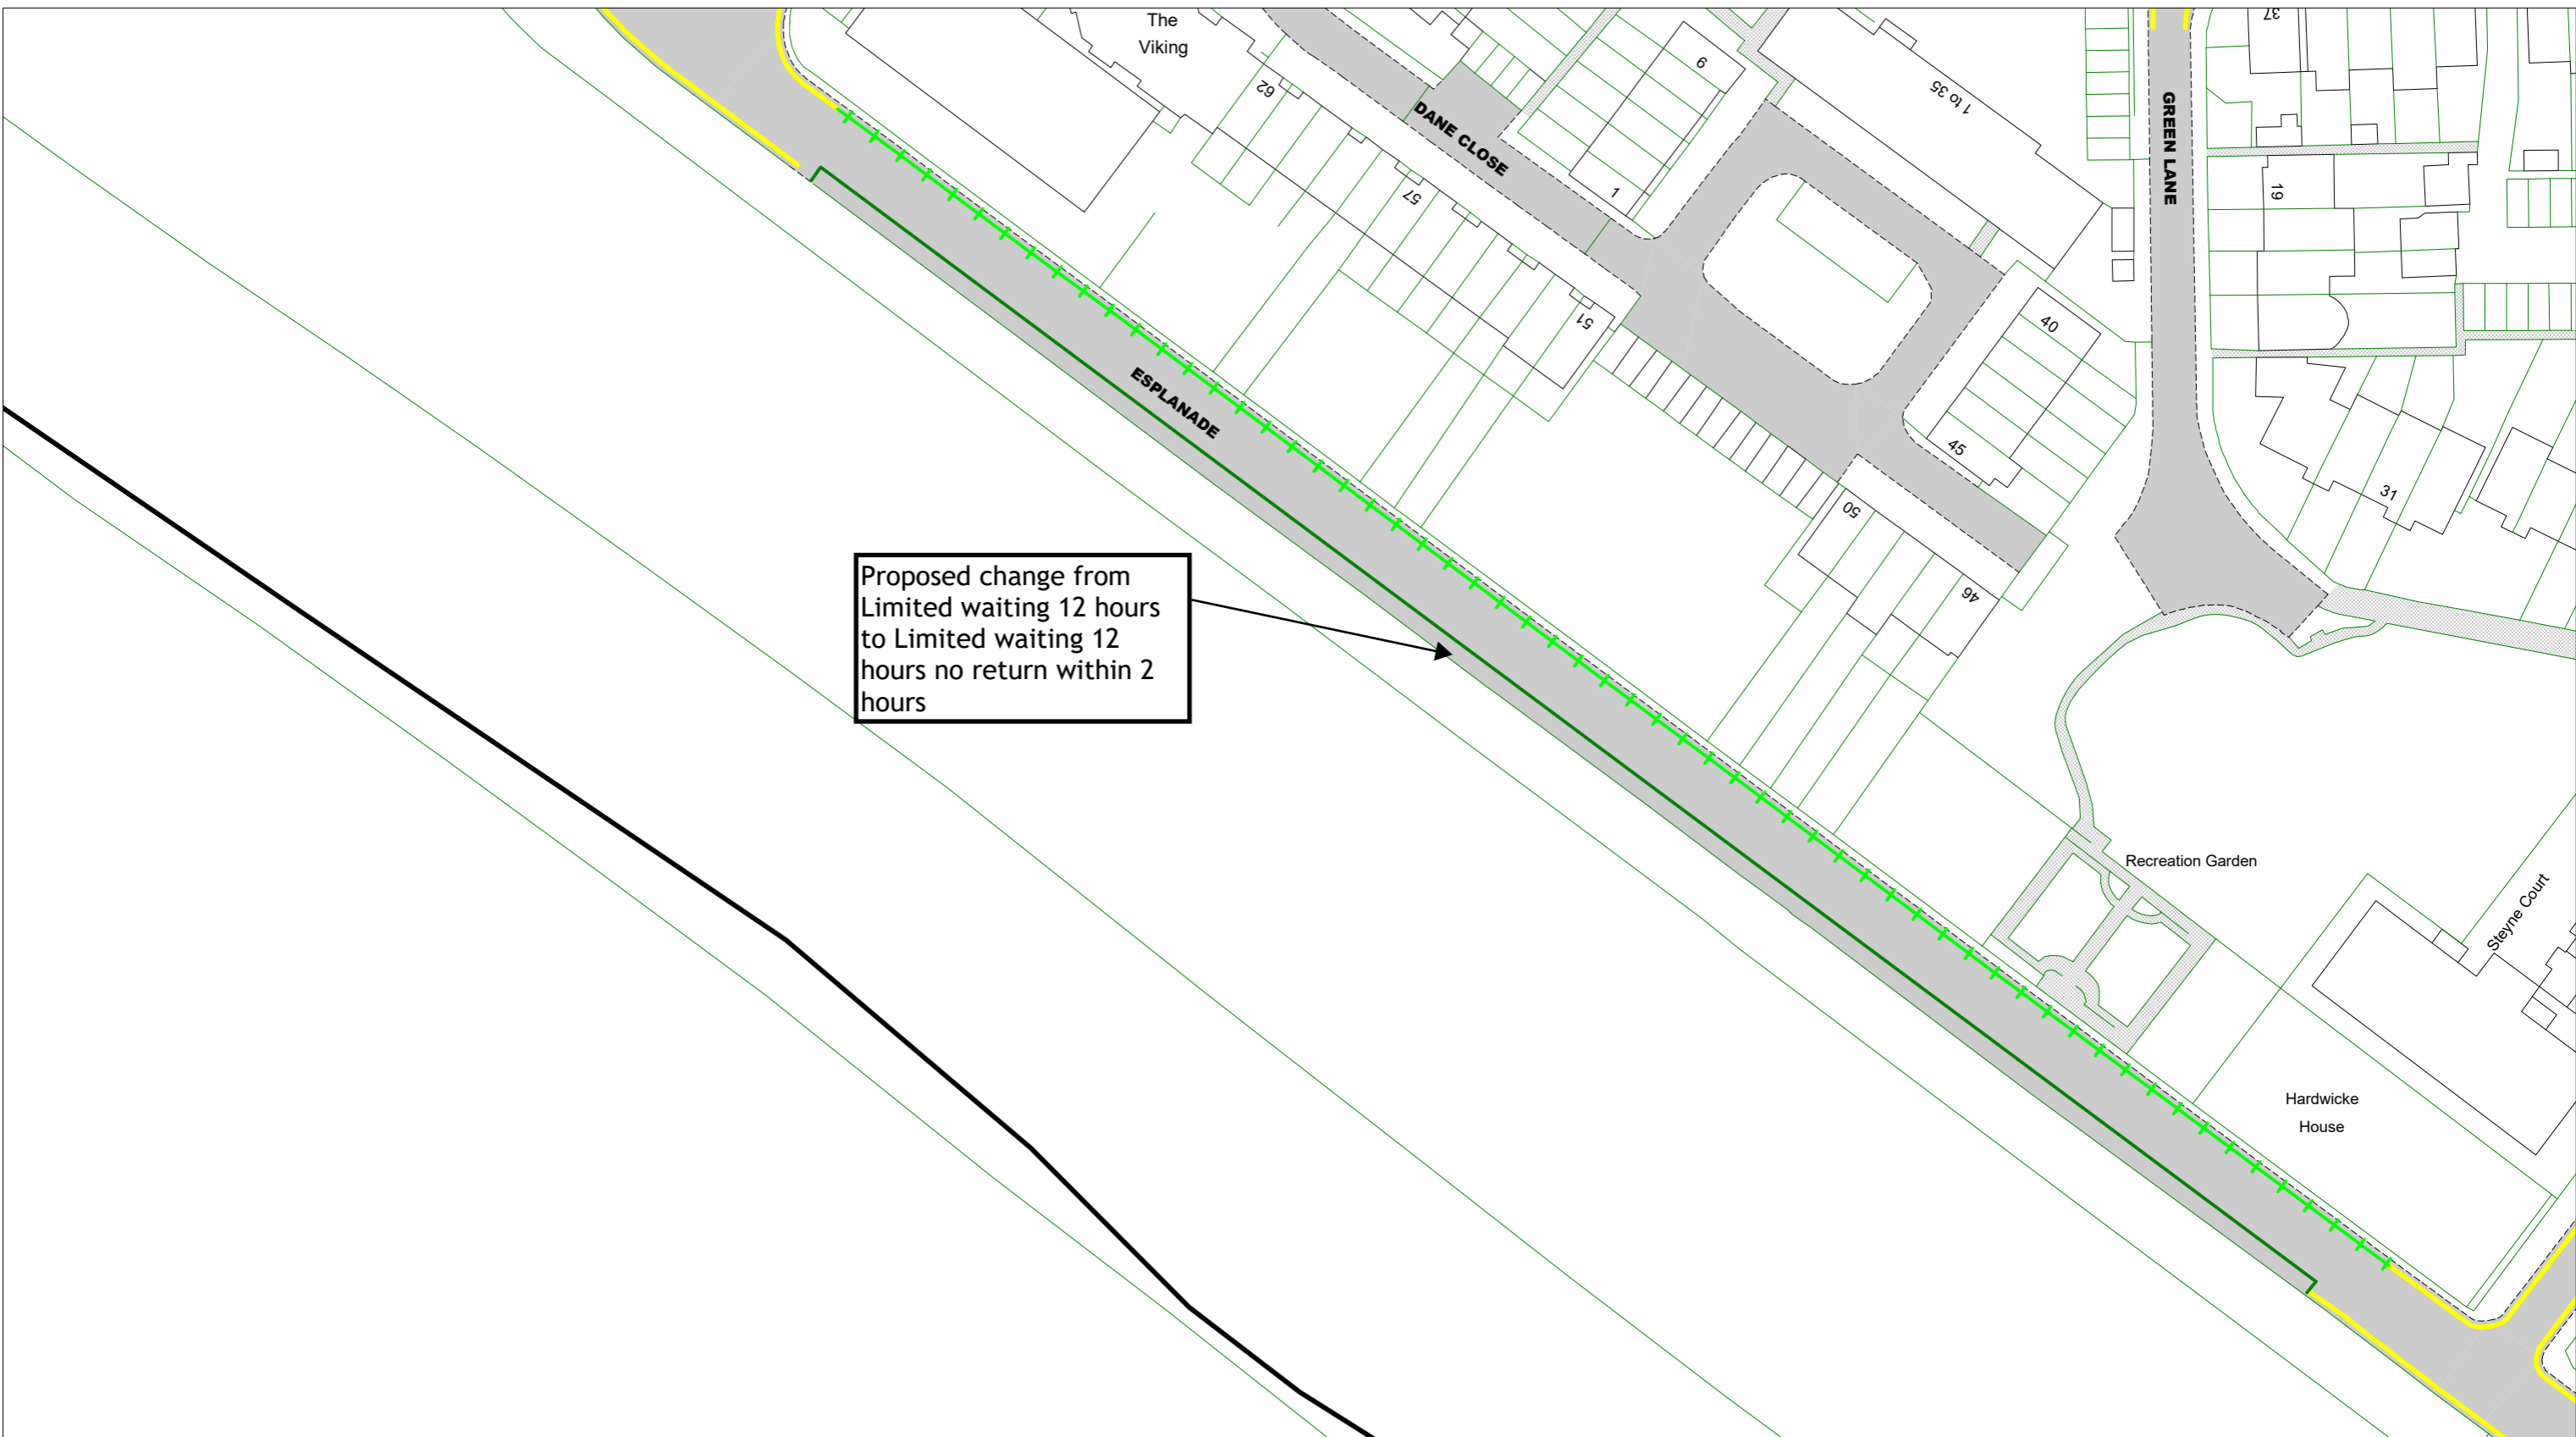 The
Viking
62
DANE CLOSE
9
1
1 to 35
GREEN LANE
37
19
57
51
40
45
31
ESPLANADE
50
46
Proposed change from
Limited waiting 12 hours
to Limited waiting 12
hours no return within 2
hours
Recreation Garden
Steyne Court
Hardwicke
House